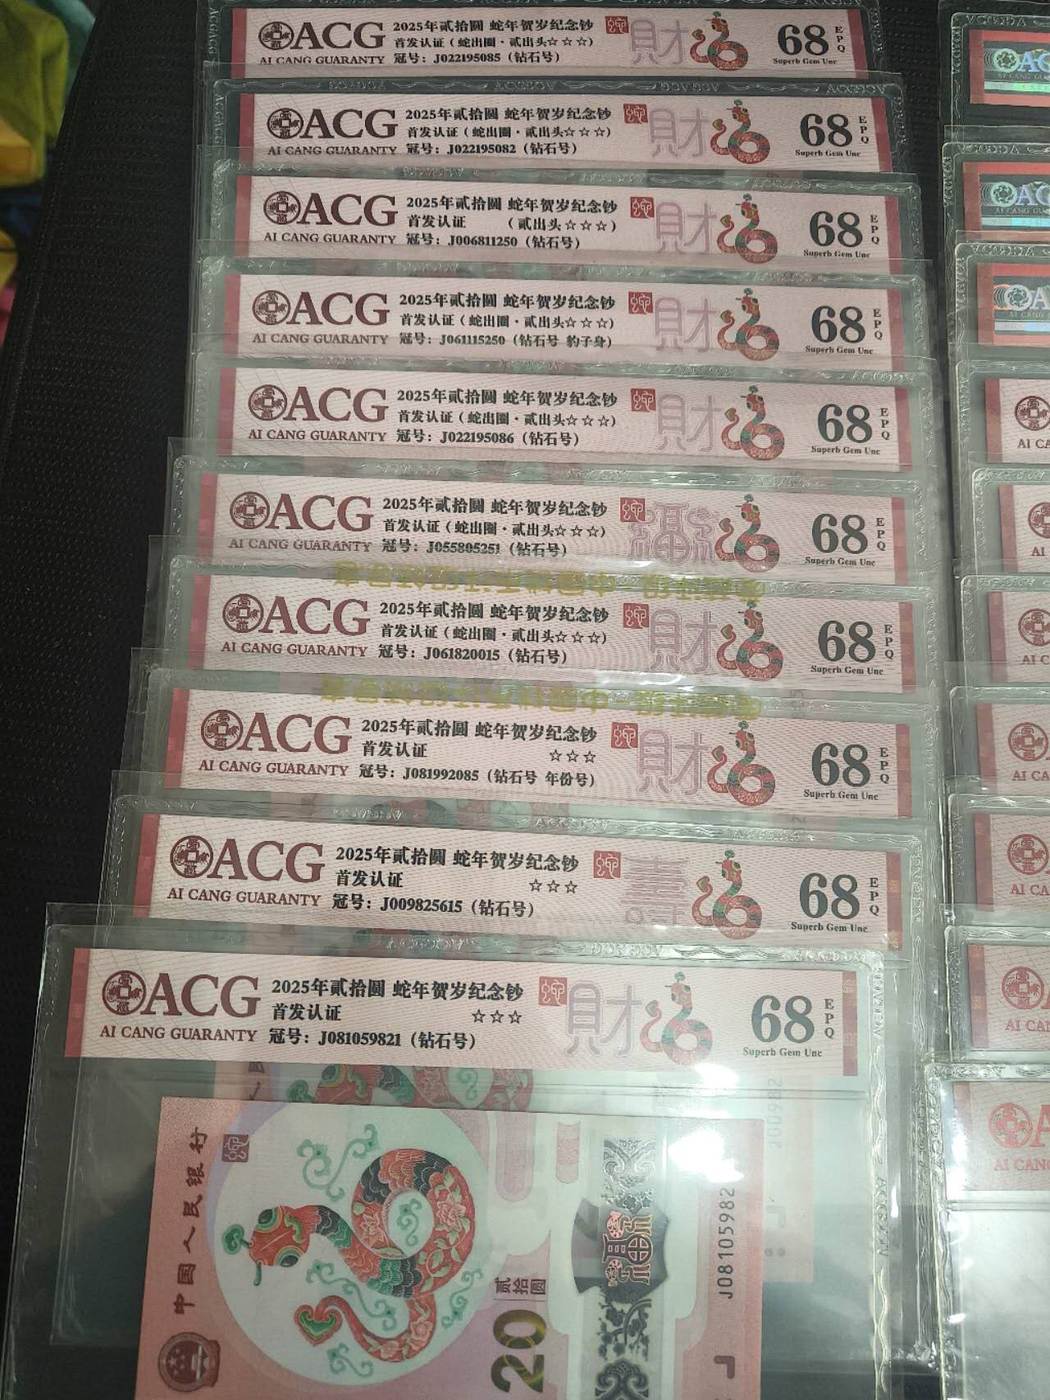 ACG
AI CANG GUARANTY
2025年贰拾圆 蛇年贺岁纪念钞
首发认证（蛇出圈·贰出头☆☆☆）
冠号：J022195085（钻石号）
財
68
EPQ
Superb Gem Unc
ACG
AI CANG GUARANTY
2025年贰拾圆 蛇年贺岁纪念钞
首发认证（蛇出圈·贰出头☆☆☆）
冠号：J022195082（钻石号）
財
68
EPQ
Superb Gem Unc
ACG
AI CANG GUARANTY
2025年贰拾圆 蛇年贺岁纪念钞
首发认证 （贰出头☆☆☆）
冠号：J006811250（钻石号）
財
68
EPQ
Superb Gem Unc
ACG
AI CANG GUARANTY
2025年贰拾圆 蛇年贺岁纪念钞
首发认证（蛇出圈·贰出头☆☆☆）
冠号：J061115250（钻石号 豹子身）
財
68
EPQ
Superb Gem Unc
ACG
AI CANG GUARANTY
2025年贰拾圆 蛇年贺岁纪念钞
首发认证（蛇出圈·贰出头☆☆☆）
冠号：J022195086（钻石号）
財
68
EPQ
Superb Gem Unc
ACG
AI CANG GUARANTY
2025年贰拾圆 蛇年贺岁纪念钞
首发认证（蛇出圈·贰出头☆☆☆）
冠号：J055805251（钻石号）
福
68
EPQ
Superb Gem Unc
ACG
AI CANG GUARANTY
2025年贰拾圆 蛇年贺岁纪念钞
首发认证（蛇出圈·贰出头☆☆☆）
冠号：J061820015（钻石号）
財
68
EPQ
Superb Gem Unc
ACG
AI CANG GUARANTY
2025年贰拾圆 蛇年贺岁纪念钞
首发认证 ☆☆☆
冠号：J081992085（钻石号 年份号）
財
68
EPQ
Superb Gem Unc
ACG
AI CANG GUARANTY
2025年贰拾圆 蛇年贺岁纪念钞
首发认证 ☆☆☆
冠号：J009825615（钻石号）
壽
68
EPQ
Superb Gem Unc
ACG
AI CANG GUARANTY
2025年贰拾圆 蛇年贺岁纪念钞
首发认证 ☆☆☆
冠号：J081059821（钻石号）
財
68
EPQ
Superb Gem Unc
中国人民银行
贰拾圆
20
福
J08105982